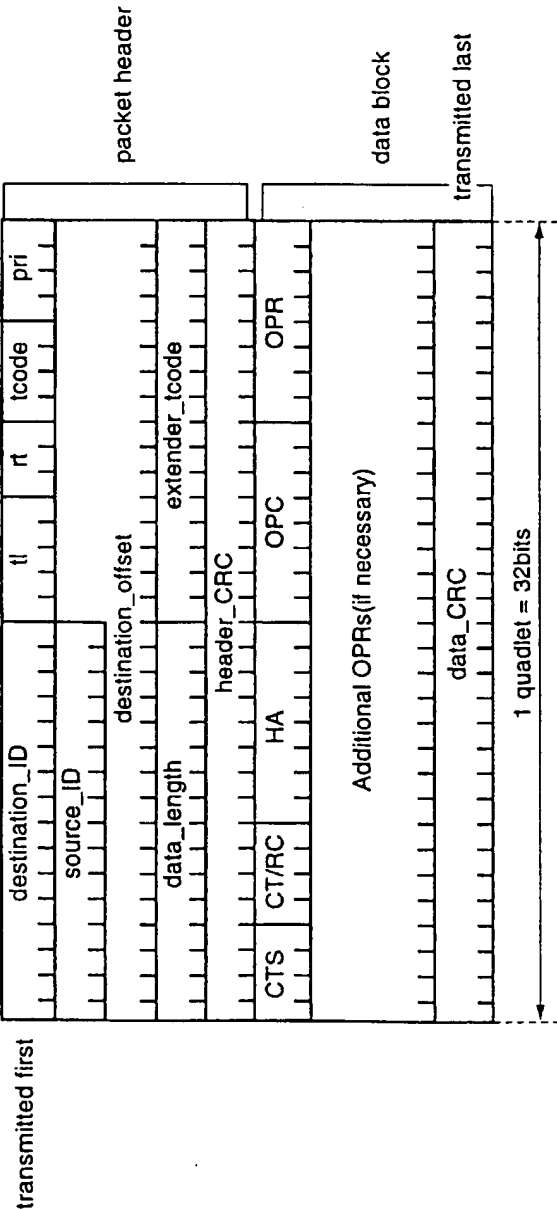 transmitted first
destination_ID tl rt tcode pri
source_ID
destination_offset
packet header
data_length extender_tcode
header_CRC
CTS CT/RC HA OPC OPR
Additional OPRs(if necessary)
data block
data_CRC
transmitted last
1 quadlet = 32bits